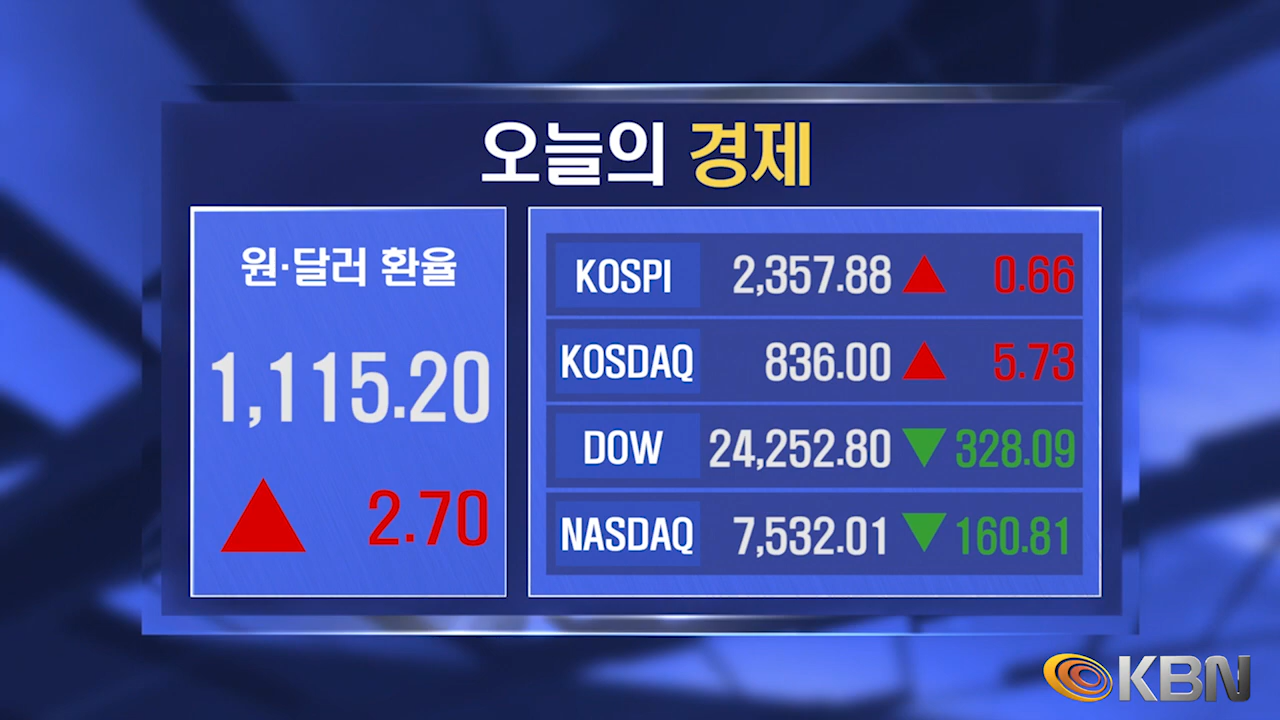 오늘의 경제
원·달러 환율
1,115.20
▲ 2.70
KOSPI 2,357.88 ▲ 0.66
KOSDAQ 836.00 ▲ 5.73
DOW 24,252.80 ▼ 328.09
NASDAQ 7,532.01 ▼ 160.81
KBN